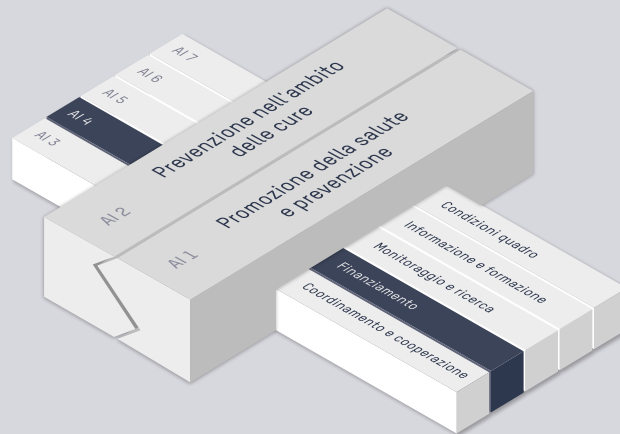 AI 7
AI 6
AI 5
AI 4
AI 3
AI 2
Prevenzione nell'ambito
delle cure
AI 1
Promozione della salute
e prevenzione
Condizioni quadro
Informazione e formazione
Monitoraggio e ricerca
Finanziamento
Coordinamento e cooperazione